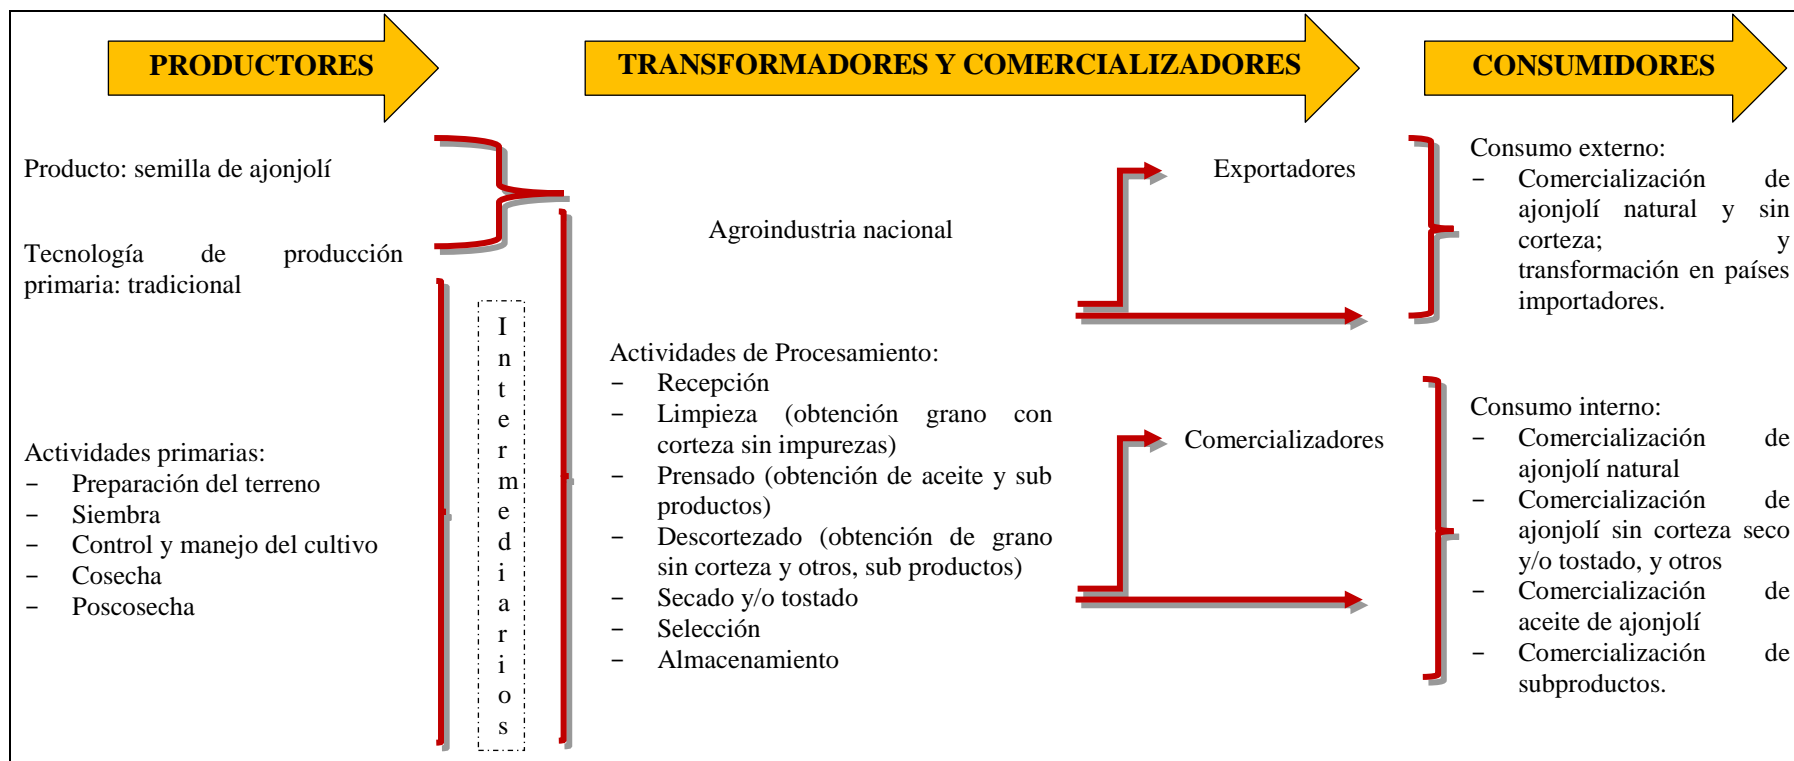 PRODUCTORES
TRANSFORMADORES Y COMERCIALIZADORES
CONSUMIDORES
Producto: semilla de ajonjolí
Tecnología de producción
primaria: tradicional
Actividades primarias:
− Preparación del terreno
− Siembra
− Control y manejo del cultivo
− Cosecha
− Poscosecha
Intermediarios
Agroindustria nacional
Actividades de Procesamiento:
− Recepción
− Limpieza (obtención grano con
corteza sin impurezas)
− Prensado (obtención de aceite y sub
productos)
− Descortezado (obtención de grano
sin corteza y otros, sub productos)
− Secado y/o tostado
− Selección
− Almacenamiento
Exportadores
Comercializadores
Consumo externo:
− Comercialización de
ajonjolí natural y sin
corteza; y
transformación en países
importadores.
Consumo interno:
− Comercialización de
ajonjolí natural
− Comercialización de
ajonjolí sin corteza seco
y/o tostado, y otros
− Comercialización de
aceite de ajonjolí
− Comercialización de
subproductos.